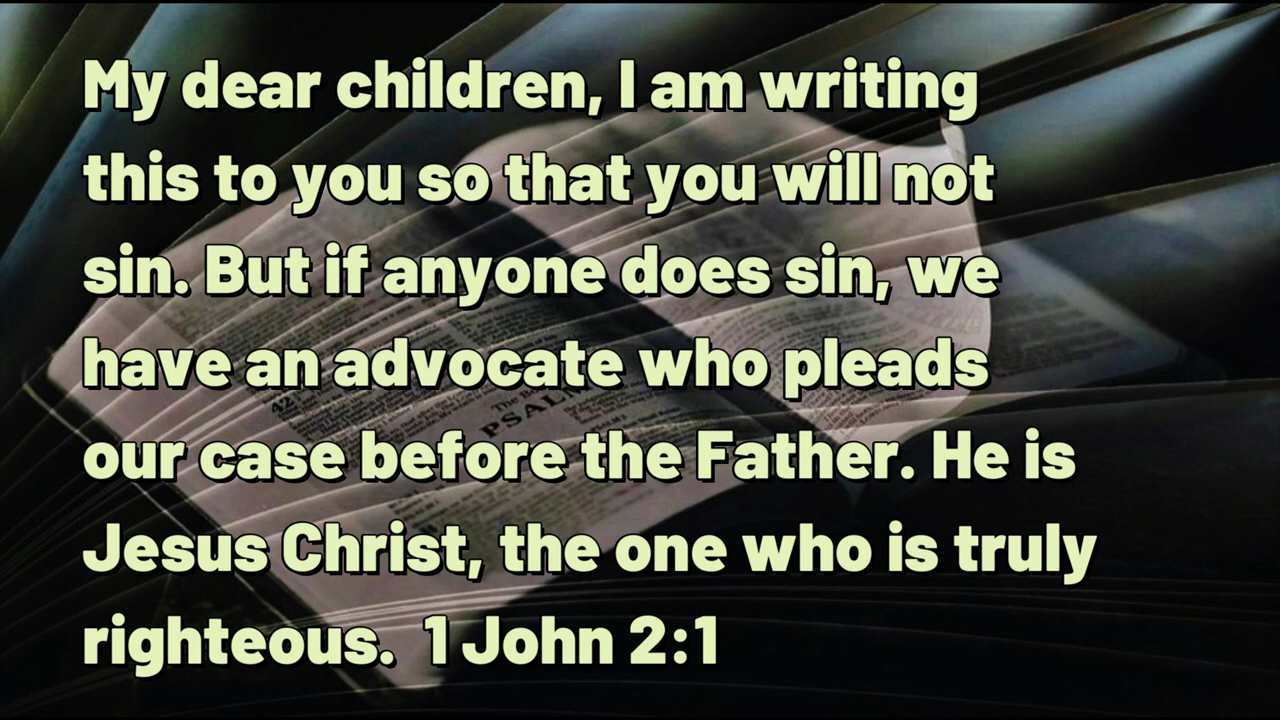 My dear children, I am writing
this to you so that you will not
sin. But if anyone does sin, we
have an advocate who pleads
our case before the Father. He is
Jesus Christ, the one who is truly
righteous.  1 John 2:1
42
PSALM